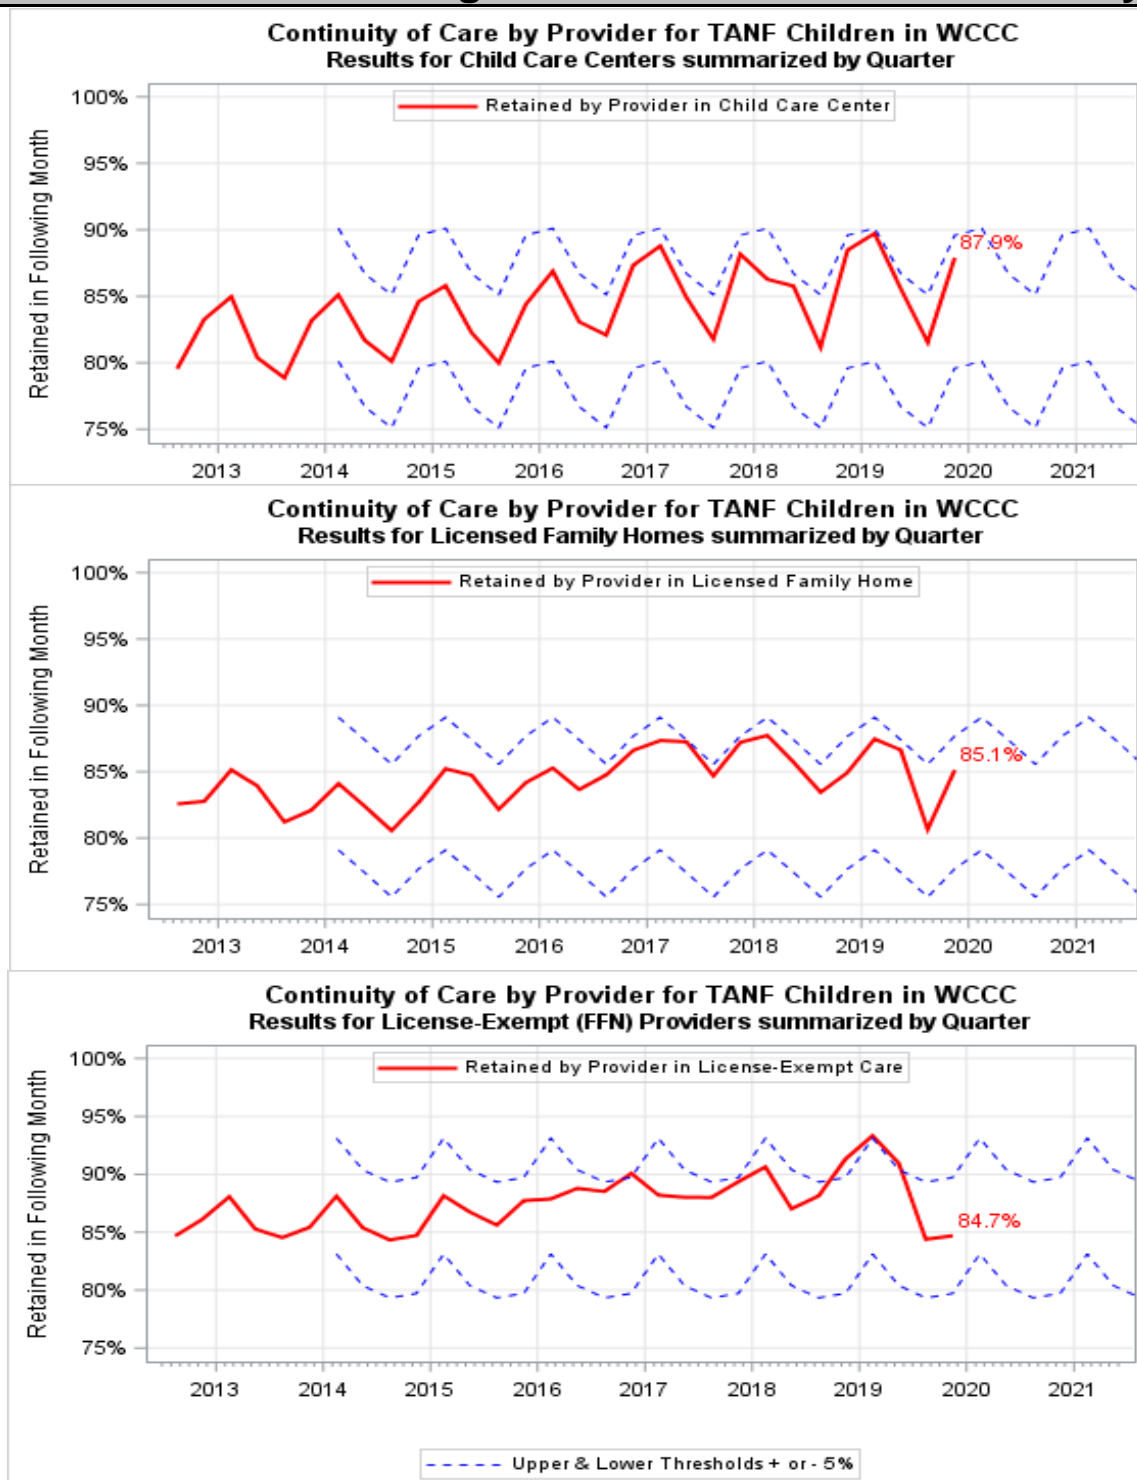 Continuity of Care by Provider for TANF Children in WCCC
Results for Child Care Centers summarized by Quarter
Retained by Provider in Child Care Center
Retained in Following Month
100%
95%
90%
85%
80%
75%
87.9%
2013 2014 2015 2016 2017 2018 2019 2020 2021
Continuity of Care by Provider for TANF Children in WCCC
Results for Licensed Family Homes summarized by Quarter
Retained by Provider in Licensed Family Home
Retained in Following Month
100%
95%
90%
85%
80%
75%
85.1%
2013 2014 2015 2016 2017 2018 2019 2020 2021
Continuity of Care by Provider for TANF Children in WCCC
Results for License-Exempt (FFN) Providers summarized by Quarter
Retained by Provider in License-Exempt Care
Retained in Following Month
100%
95%
90%
85%
80%
75%
84.7%
2013 2014 2015 2016 2017 2018 2019 2020 2021
Upper & Lower Thresholds + or - 5%